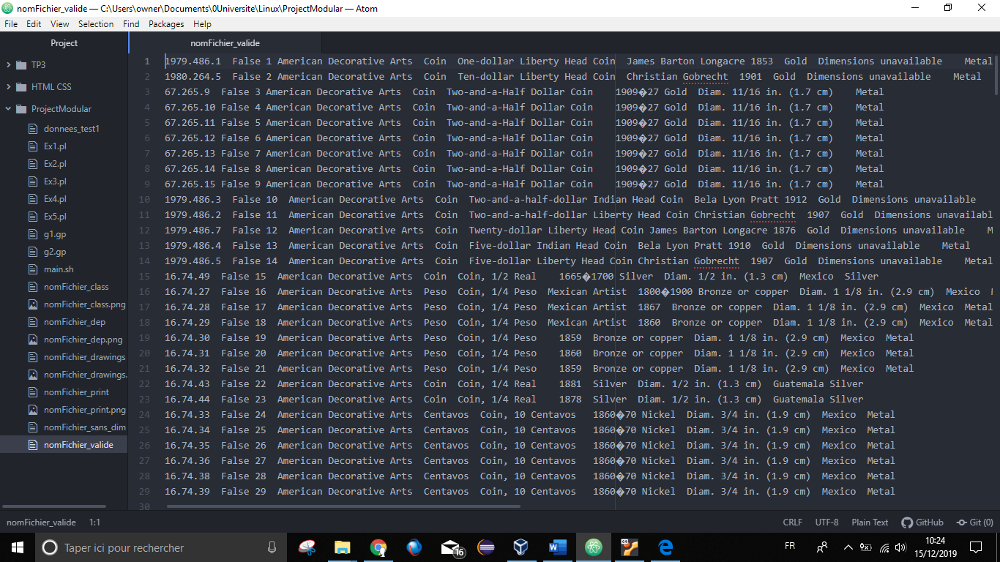 nomFichier_valide — C:\Users\owner\Documents\0Universite\Linux\ProjectModular — Atom
File Edit View Selection Find Packages Help
Project
nomFichier_valide
TP3
HTML CSS
ProjectModular
donnees_test1
Ex1.pl
Ex2.pl
Ex3.pl
Ex4.pl
Ex5.pl
g1.gp
g2.gp
main.sh
nomFichier_class
nomFichier_class.png
nomFichier_dep
nomFichier_dep.png
nomFichier_drawings
nomFichier_drawings.
nomFichier_print
nomFichier_print.png
nomFichier_sans_dim
nomFichier_valide
1 1979.486.1 False 1 American Decorative Arts Coin One-dollar Liberty Head Coin James Barton Longacre 1853 Gold Dimensions unavailable Metal
2 1980.264.5 False 2 American Decorative Arts Coin Ten-dollar Liberty Head Coin Christian Gobrecht 1901 Gold Dimensions unavailable Metal
3 67.265.9 False 3 American Decorative Arts Coin Two-and-a-Half Dollar Coin 1909�27 Gold Diam. 11/16 in. (1.7 cm) Metal
4 67.265.10 False 4 American Decorative Arts Coin Two-and-a-Half Dollar Coin 1909�27 Gold Diam. 11/16 in. (1.7 cm) Metal
5 67.265.11 False 5 American Decorative Arts Coin Two-and-a-Half Dollar Coin 1909�27 Gold Diam. 11/16 in. (1.7 cm) Metal
6 67.265.12 False 6 American Decorative Arts Coin Two-and-a-Half Dollar Coin 1909�27 Gold Diam. 11/16 in. (1.7 cm) Metal
7 67.265.13 False 7 American Decorative Arts Coin Two-and-a-Half Dollar Coin 1909�27 Gold Diam. 11/16 in. (1.7 cm) Metal
8 67.265.14 False 8 American Decorative Arts Coin Two-and-a-Half Dollar Coin 1909�27 Gold Diam. 11/16 in. (1.7 cm) Metal
9 67.265.15 False 9 American Decorative Arts Coin Two-and-a-Half Dollar Coin 1909�27 Gold Diam. 11/16 in. (1.7 cm) Metal
10 1979.486.3 False 10 American Decorative Arts Coin Two-and-a-half-dollar Indian Head Coin Bela Lyon Pratt 1912 Gold Dimensions unavailable
11 1979.486.2 False 11 American Decorative Arts Coin Two-and-a-half-dollar Liberty Head Coin Christian Gobrecht 1907 Gold Dimensions unavailabl
12 1979.486.7 False 12 American Decorative Arts Coin Twenty-dollar Liberty Head Coin James Barton Longacre 1876 Gold Dimensions unavailable M
13 1979.486.4 False 13 American Decorative Arts Coin Five-dollar Indian Head Coin Bela Lyon Pratt 1910 Gold Dimensions unavailable Metal
14 1979.486.5 False 14 American Decorative Arts Coin Five-dollar Liberty Head Coin Christian Gobrecht 1907 Gold Dimensions unavailable Metal
15 16.74.49 False 15 American Decorative Arts Coin Coin, 1/2 Real 1665�1700 Silver Diam. 1/2 in. (1.3 cm) Mexico Silver
16 16.74.27 False 16 American Decorative Arts Peso Coin, 1/4 Peso Mexican Artist 1800�1900 Bronze or copper Diam. 1 1/8 in. (2.9 cm) Mexico M
17 16.74.28 False 17 American Decorative Arts Peso Coin, 1/4 Peso Mexican Artist 1867 Bronze or copper Diam. 1 1/8 in. (2.9 cm) Mexico Metal
18 16.74.29 False 18 American Decorative Arts Peso Coin, 1/4 Peso Mexican Artist 1860 Bronze or copper Diam. 1 1/8 in. (2.9 cm) Mexico Metal
19 16.74.30 False 19 American Decorative Arts Peso Coin, 1/4 Peso 1859 Bronze or copper Diam. 1 1/8 in. (2.9 cm) Mexico Metal
20 16.74.31 False 20 American Decorative Arts Peso Coin, 1/4 Peso 1860 Bronze or copper Diam. 1 1/8 in. (2.9 cm) Mexico Metal
21 16.74.32 False 21 American Decorative Arts Peso Coin, 1/4 Peso 1859 Bronze or copper Diam. 1 1/8 in. (2.9 cm) Mexico Metal
22 16.74.43 False 22 American Decorative Arts Coin Coin, 1/4 Real 1881 Silver Diam. 1/2 in. (1.3 cm) Guatemala Silver
23 16.74.44 False 23 American Decorative Arts Coin Coin, 1/4 Real 1878 Silver Diam. 1/2 in. (1.3 cm) Guatemala Silver
24 16.74.33 False 24 American Decorative Arts Centavos Coin, 10 Centavos 1860�70 Nickel Diam. 3/4 in. (1.9 cm) Mexico Metal
25 16.74.34 False 25 American Decorative Arts Centavos Coin, 10 Centavos 1860�70 Nickel Diam. 3/4 in. (1.9 cm) Mexico Metal
26 16.74.35 False 26 American Decorative Arts Centavos Coin, 10 Centavos 1860�70 Nickel Diam. 3/4 in. (1.9 cm) Mexico Metal
27 16.74.36 False 27 American Decorative Arts Centavos Coin, 10 Centavos 1860�70 Nickel Diam. 3/4 in. (1.9 cm) Mexico Metal
28 16.74.38 False 28 American Decorative Arts Centavos Coin, 10 Centavos 1860�70 Nickel Diam. 3/4 in. (1.9 cm) Mexico Metal
29 16.74.39 False 29 American Decorative Arts Centavos Coin, 10 Centavos 1860�70 Nickel Diam. 3/4 in. (1.9 cm) Mexico Metal
30
nomFichier_valide 1:1 CRLF UTF-8 Plain Text GitHub Git (0)
Taper ici pour rechercher 16 FR 10:24
15/12/2019